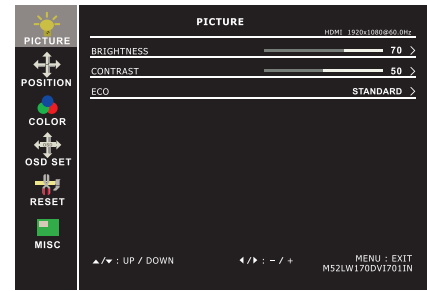 PICTURE
HDMI 1920x1080@60.0Hz
PICTURE
BRIGHTNESS 70 >
CONTRAST 50 >
ECO STANDARD >
POSITION
COLOR
OSD
OSD SET
RESET
MISC
▲/▼ : UP / DOWN ◄/► : – / + MENU : EXIT
M52LW170DVI701IN